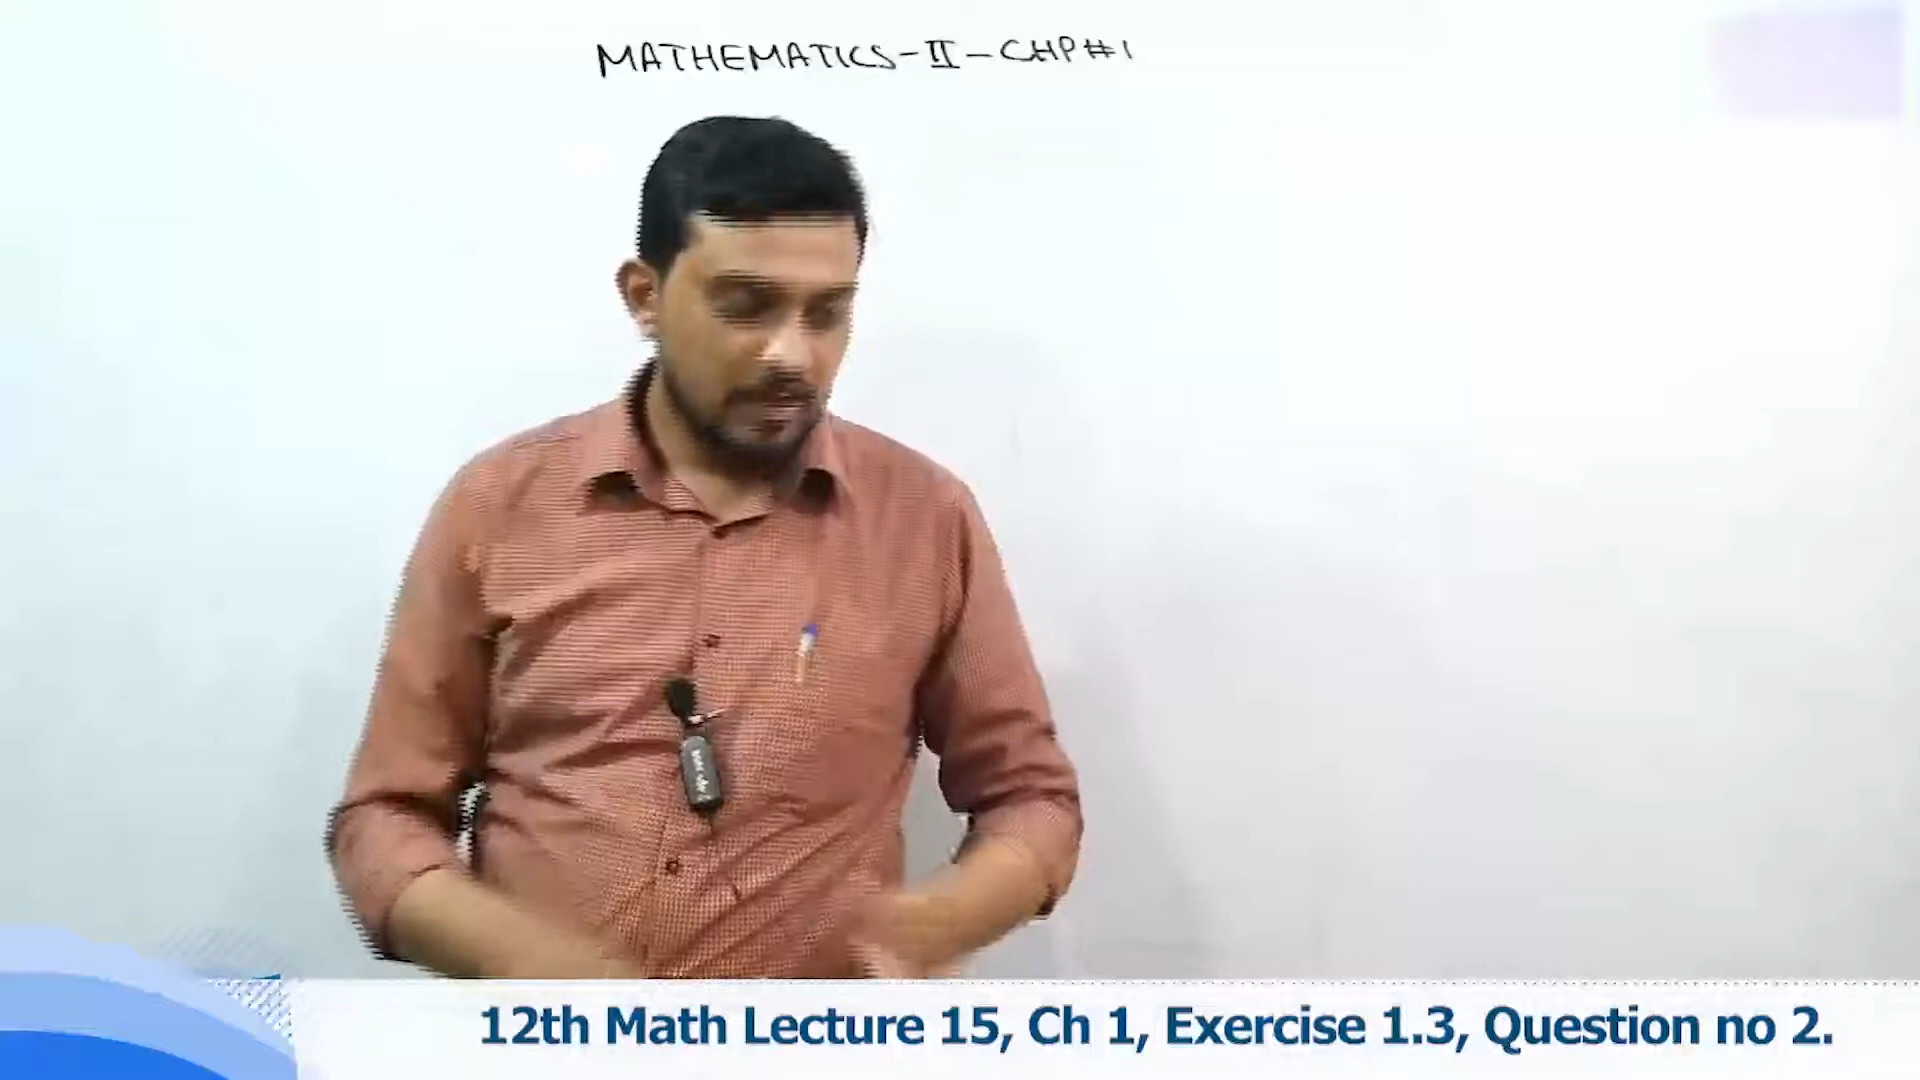 MATHEMATICS-II-CHP#1
12th Math Lecture 15, Ch 1, Exercise 1.3, Question no 2.